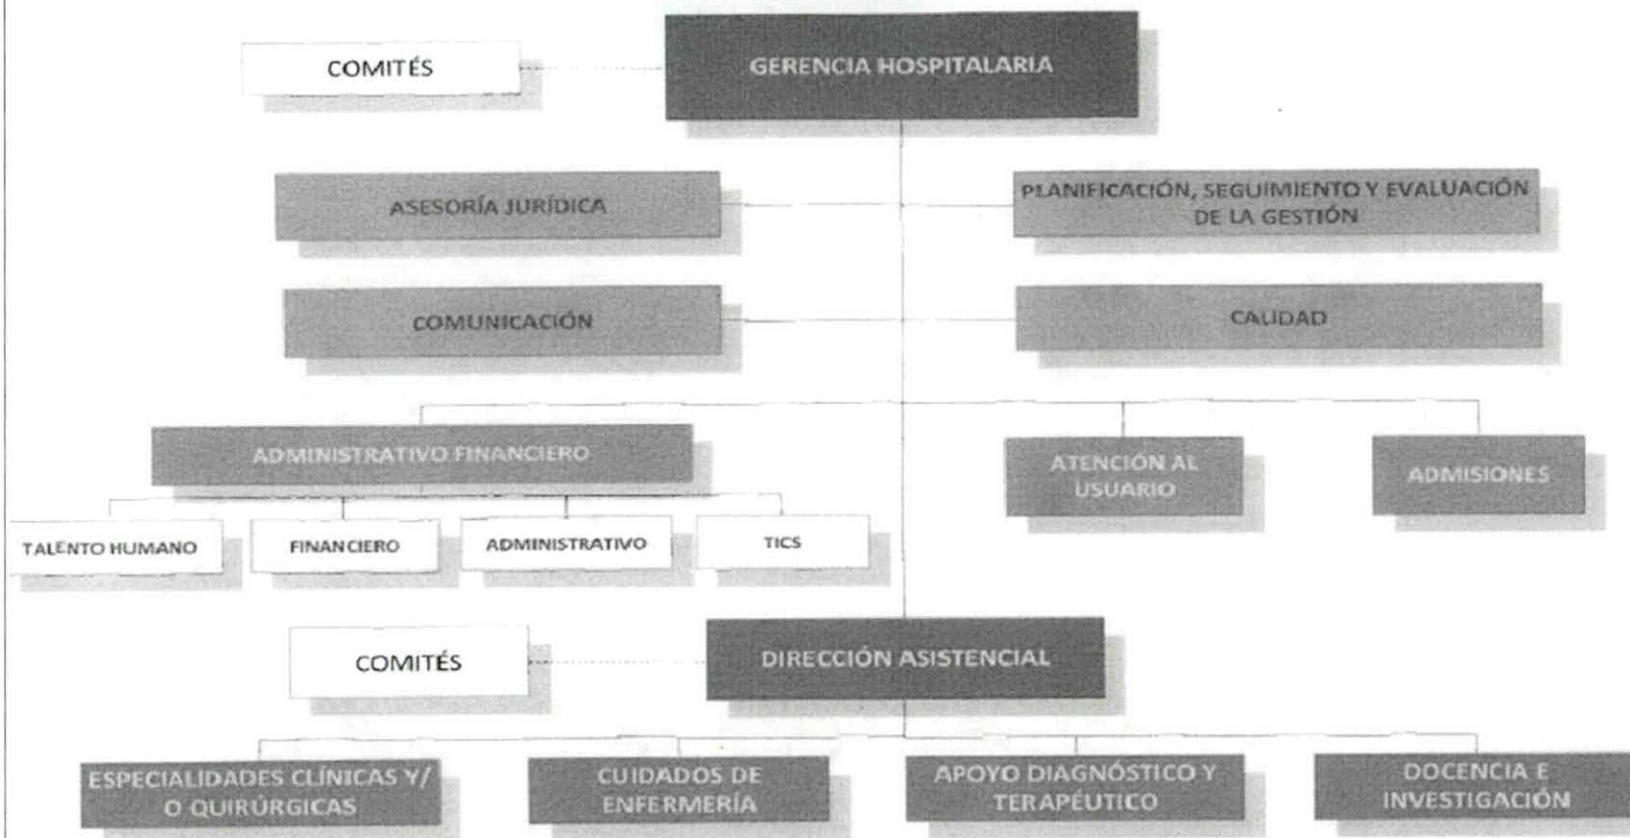 COMITÉS
GERENCIA HOSPITALARIA
ASESORÍA JURÍDICA
PLANIFICACIÓN, SEGUIMIENTO Y EVALUACIÓN
DE LA GESTIÓN
COMUNICACIÓN
CALIDAD
ADMINISTRATIVO FINANCIERO
ATENCIÓN AL
USUARIO
ADMISIONES
TALENTO HUMANO
FINANCIERO
ADMINISTRATIVO
TICS
COMITÉS
DIRECCIÓN ASISTENCIAL
ESPECIALIDADES CLÍNICAS Y/
O QUIRÚRGICAS
CUIDADOS DE
ENFERMERÍA
APOYO DIAGNÓSTICO Y
TERAPÉUTICO
DOCENCIA E
INVESTIGACIÓN